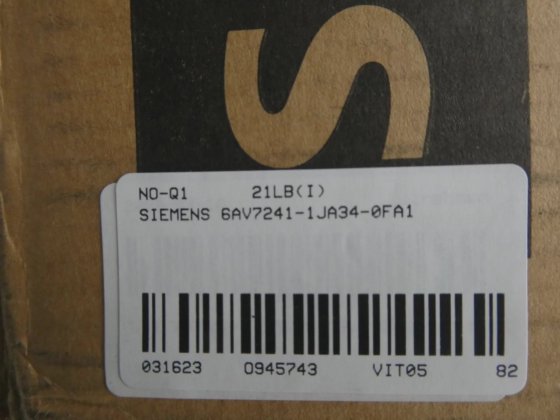 S
NO-Q1 21LB(I)
SIEMENS 6AV7241-1JA34-0FA1
031623 0945743 VIT05 82